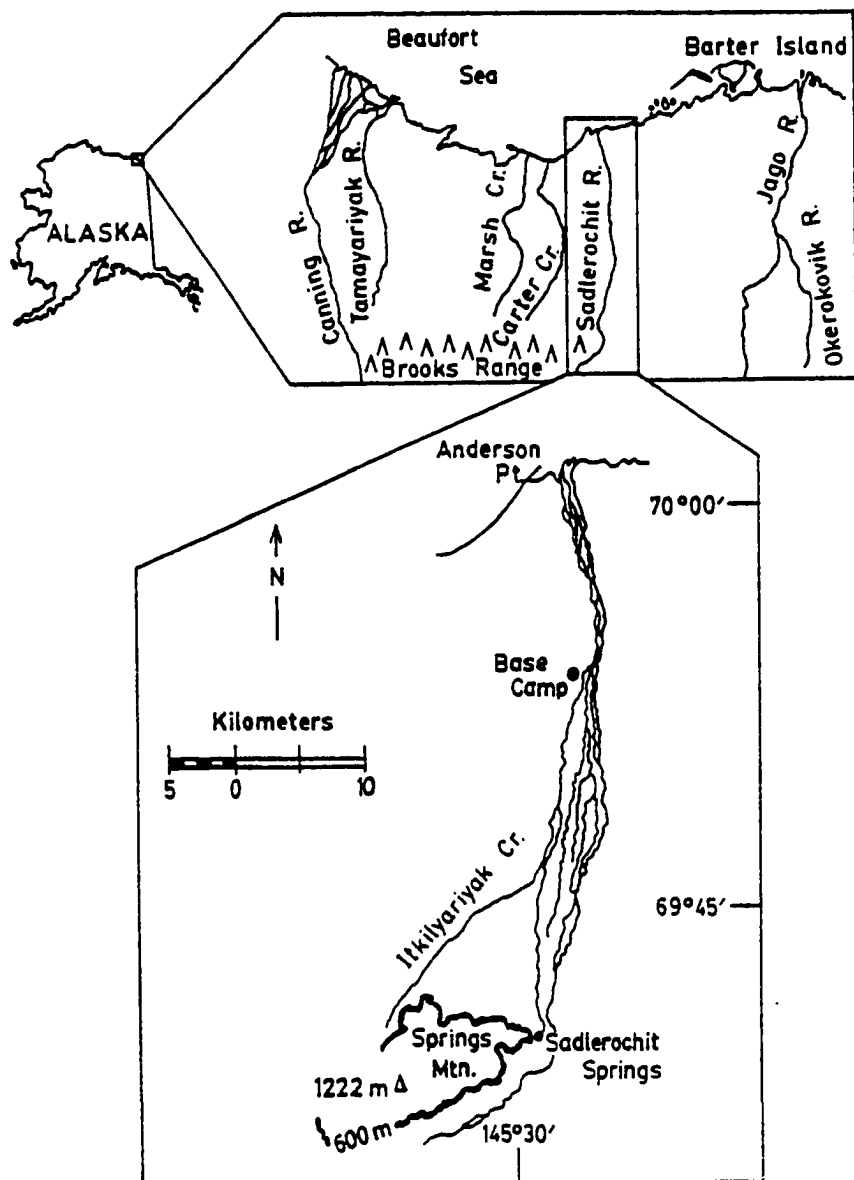 Beaufort
Sea
Barter Island
ALASKA
Canning R.
Tamayariyak R.
Marsh Cr.
Carter Cr.
Sadlerochit R.
Jago R.
Okerokovik R.
Brooks Range
Anderson
Pt.
70°00′
N
Base
Camp
Kilometers
5 0 10
Itkilyariyak Cr.
69°45′
Springs
Mtn.
Sadlerochit
Springs
1222 m Δ
600 m
145°30′